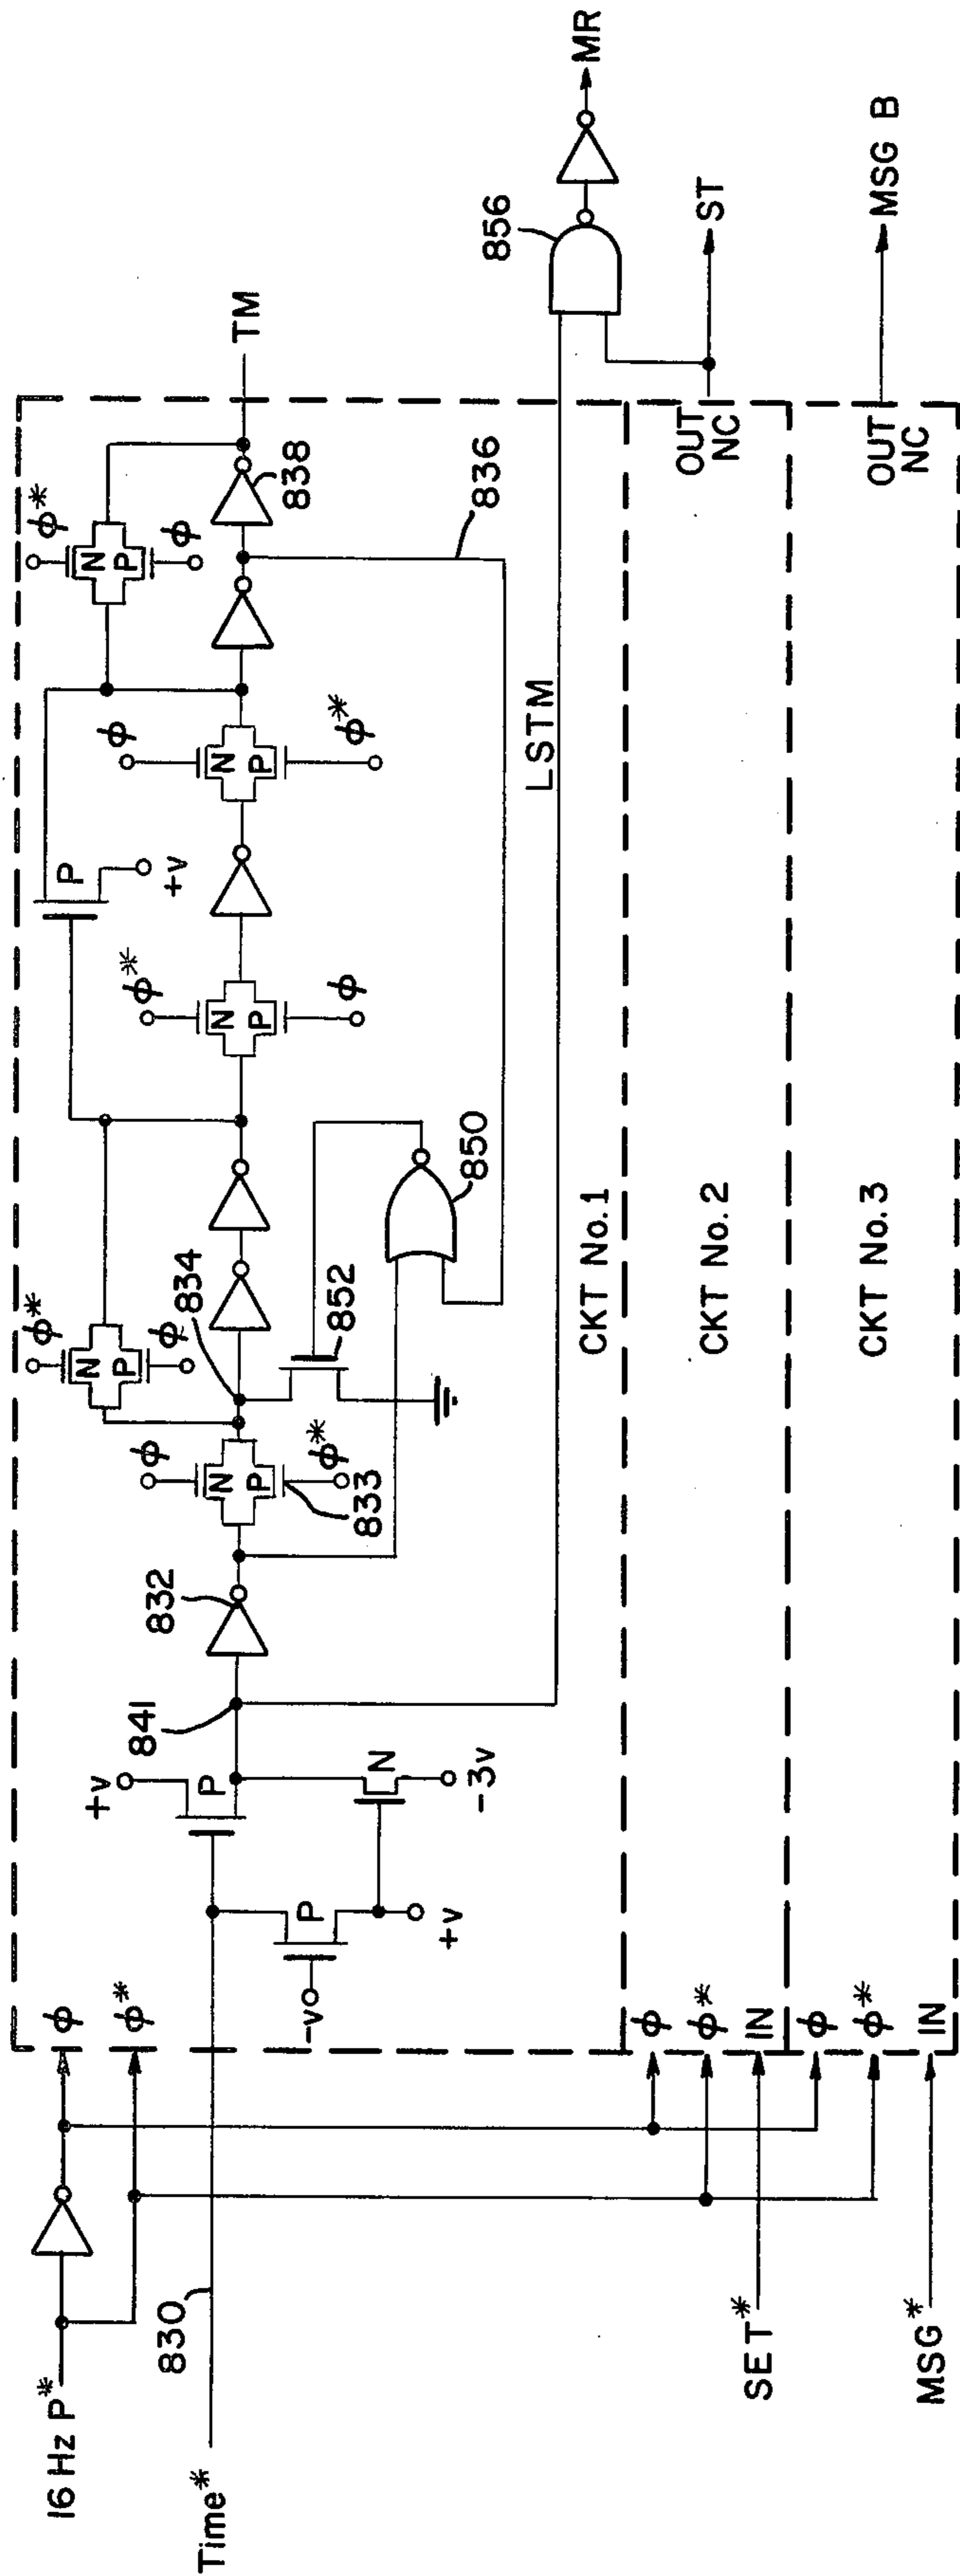 16 Hz P*
φ
φ*
830
Time*
-v
P
+v
+v
P
N
-3v
841
832
φ
N
P
φ*
833
φ*
N
P
φ
834
852
850
φ*
N
P
φ
P
+v
φ
N
P
φ*
φ*
N
P
φ
838
836
TM
LSTM
856
MR
CKT No.1
φ
φ*
IN
SET*
CKT No.2
OUT
NC
ST
φ
φ*
IN
MSG*
CKT No.3
OUT
NC
MSG B